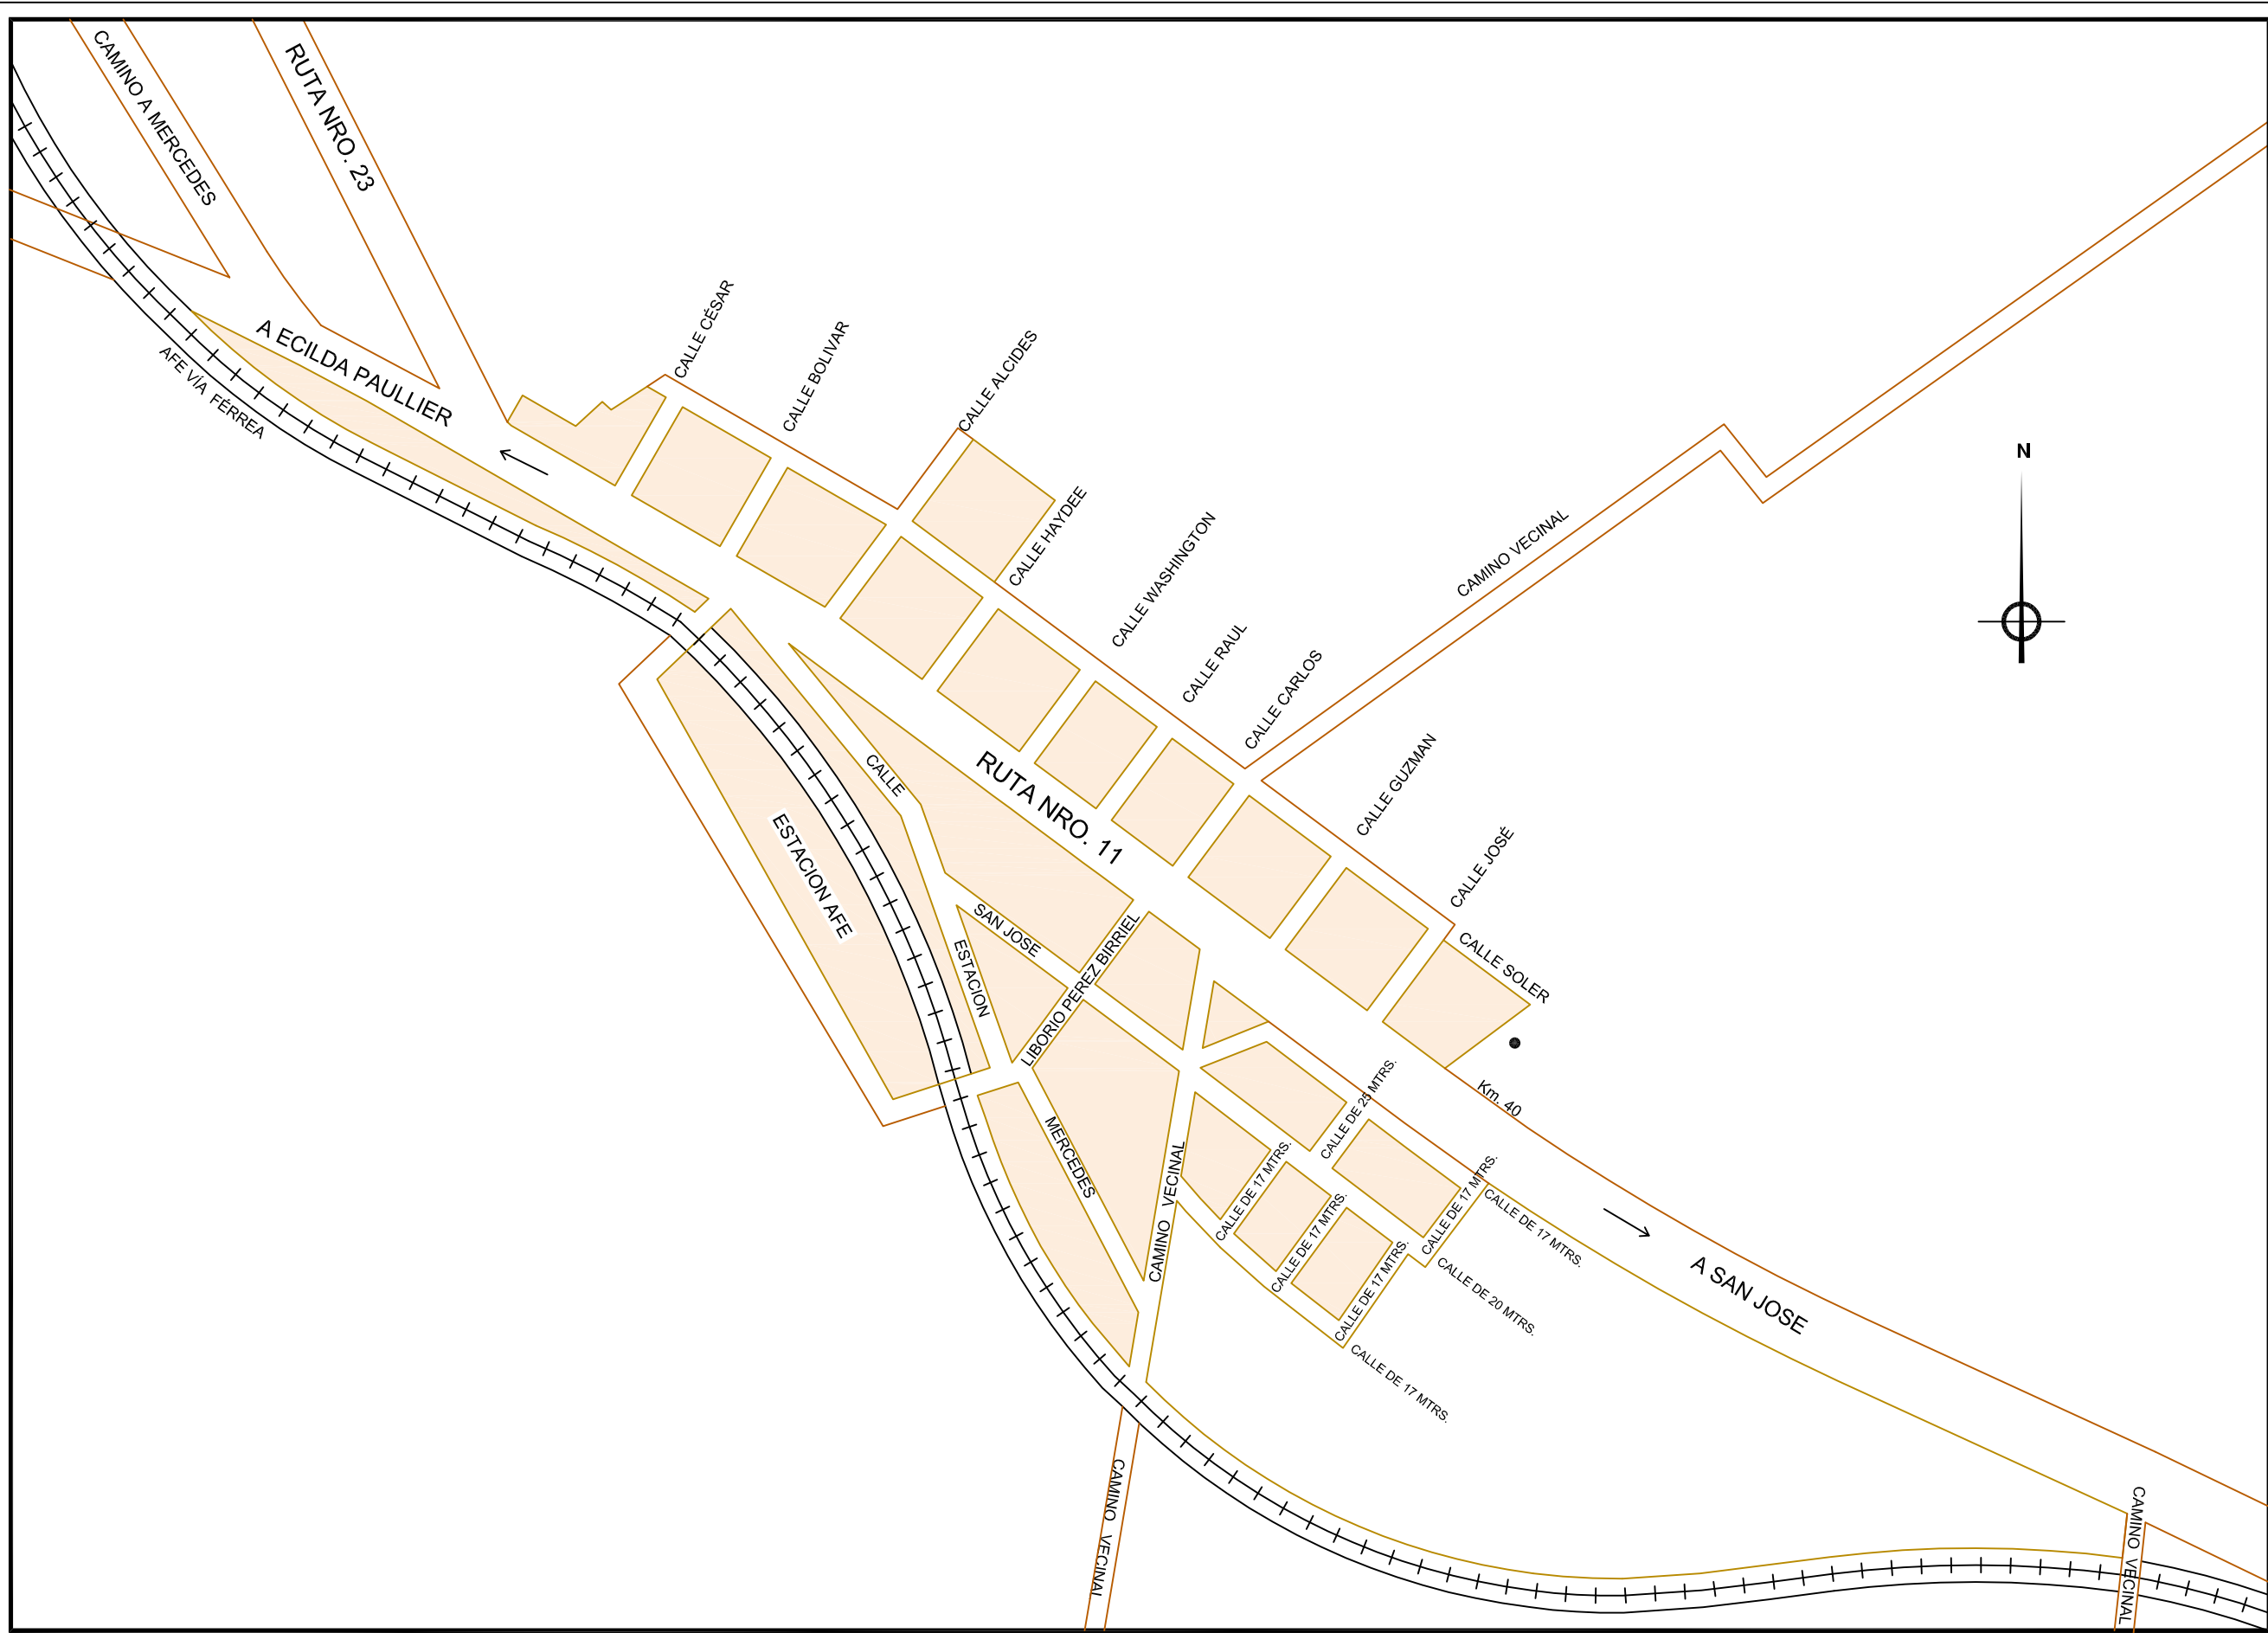 CAMINO A MERCEDES
RUTA NRO. 23
A ECILDA PAULLIER
AFE VÍA FÉRREA
CALLE CÉSAR
CALLE BOLIVAR
CALLE ALCIDES
CALLE HAYDEE
CALLE WASHINGTON
CALLE RAUL
CALLE CARLOS
CAMINO VECINAL
N
CALLE GUZMAN
CALLE JOSÉ
CALLE SOLER
RUTA NRO. 11
CALLE
ESTACION
ESTACION AFE
SAN JOSE
LIBORIO PEREZ BIRRIEL
MERCEDES
CAMINO VECINAL
Km. 40
CALLE DE 25 MTRS.
CALLE DE 17 MTRS.
CALLE DE 17 MTRS.
CALLE DE 17 MTRS.
CALLE DE 17 MTRS.
CALLE DE 17 MTRS.
CALLE DE 20 MTRS.
CALLE DE 17 MTRS.
A SAN JOSE
CAMINO VECINAL
CAMINO VECINAL